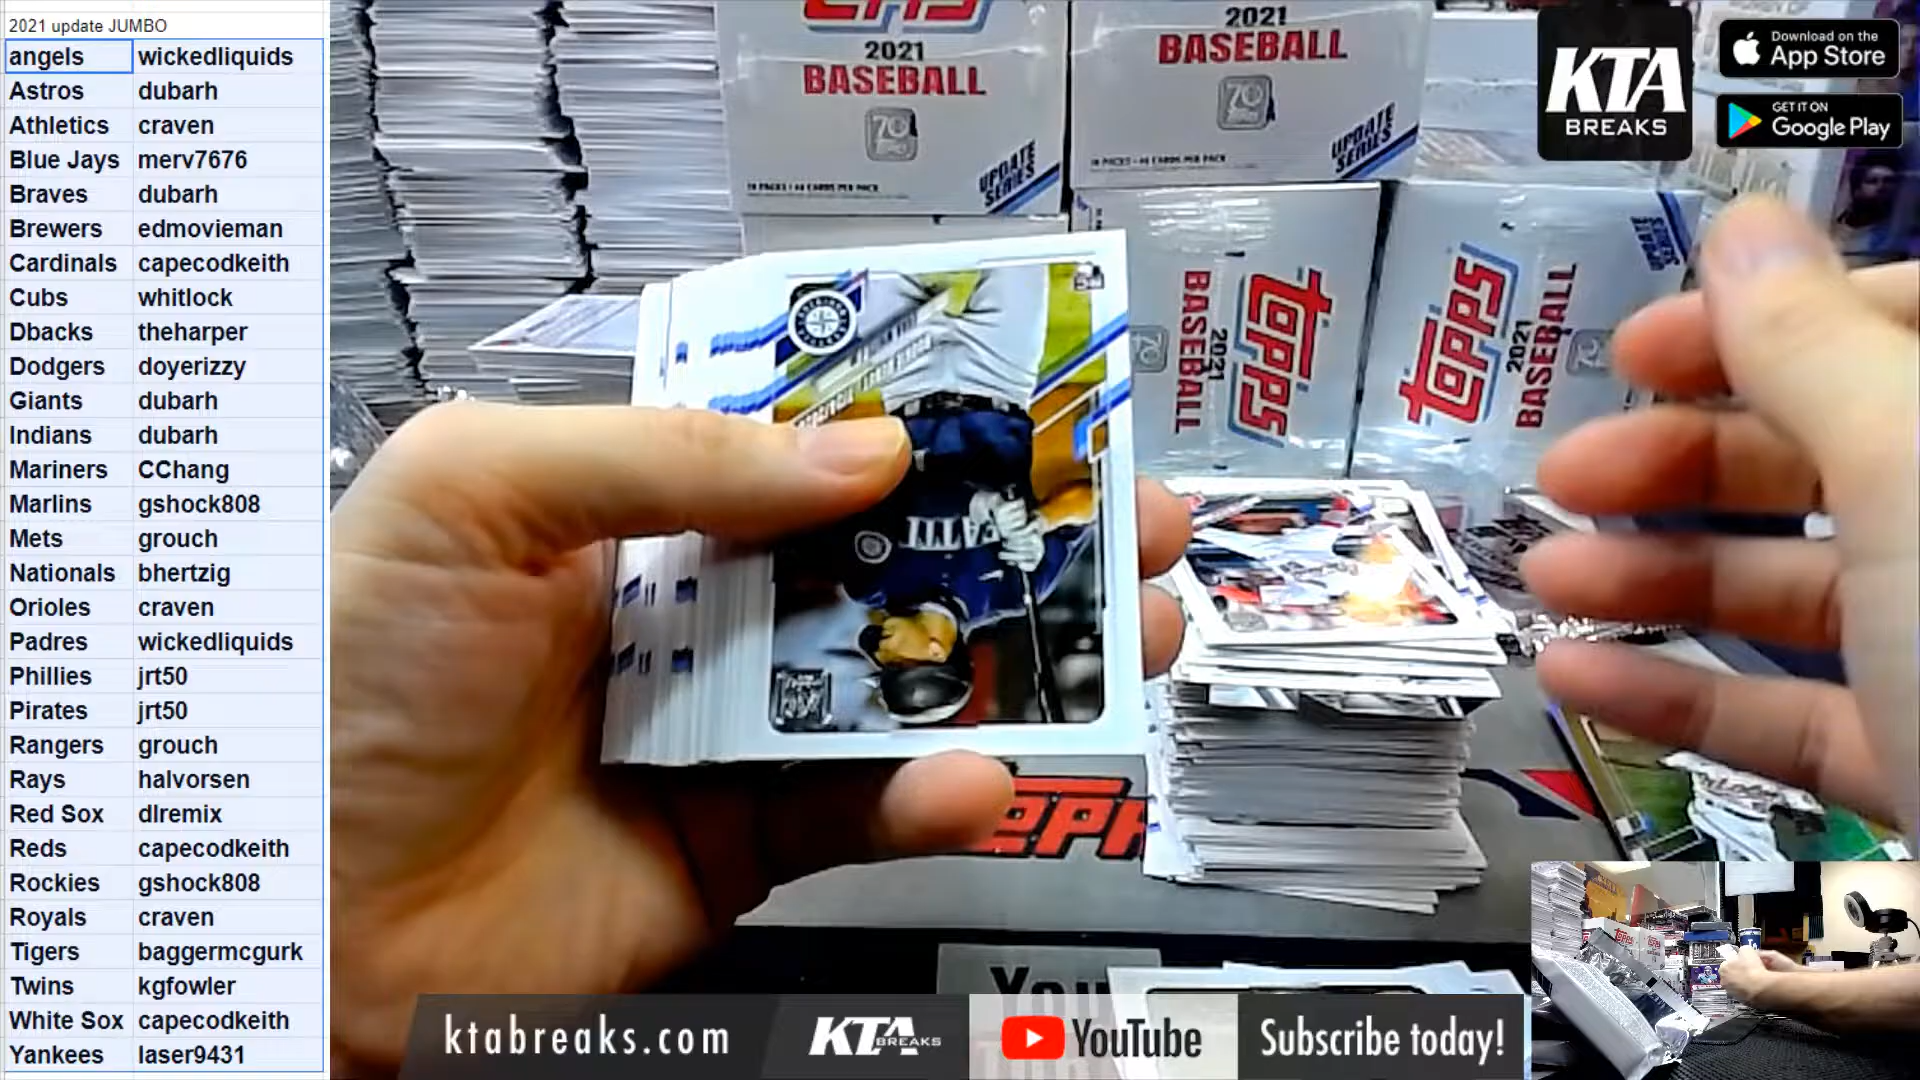 2021 update JUMBO
angels wickedliquids
Astros dubarh
Athletics craven
Blue Jays merv7676
Braves dubarh
Brewers edmovieman
Cardinals capecodkeith
Cubs whitlock
Dbacks theharper
Dodgers doyerizzy
Giants dubarh
Indians dubarh
Mariners CChang
Marlins gshock808
Mets grouch
Nationals bhertzig
Orioles craven
Padres wickedliquids
Phillies jrt50
Pirates jrt50
Rangers grouch
Rays halvorsen
Red Sox dlremix
Reds capecodkeith
Rockies gshock808
Royals craven
Tigers baggermcgurk
Twins kgfowler
White Sox capecodkeith
Yankees laser9431
2021
BASEBALL
70
UPDATE
SERIES
2021
BASEBALL
70
UPDATE
SERIES
KTA
BREAKS
Download on the
App Store
GET IT ON
Google Play
TOPPS
2021
BASEBALL
TOPPS
2021
BASEBALL
You
ktabreaks.com
KTA
BREAKS
YouTube
Subscribe today!